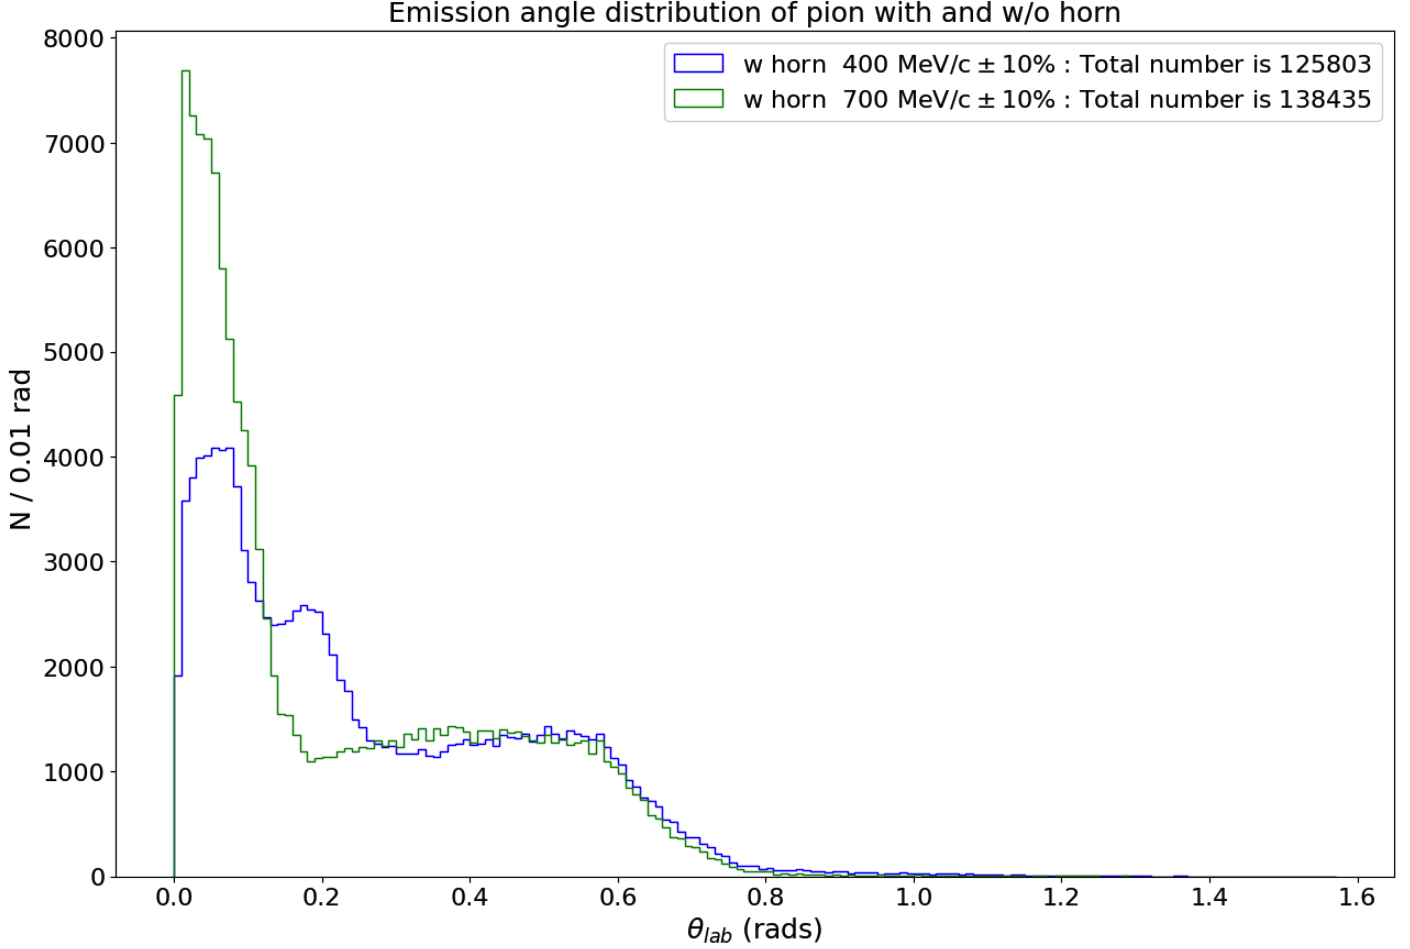 Emission angle distribution of pion with and w/o horn
w horn 400 MeV/c ± 10% : Total number is 125803
w horn 700 MeV/c ± 10% : Total number is 138435
8000
7000
6000
5000
4000
3000
2000
1000
0
N / 0.01 rad
0.0 0.2 0.4 0.6 0.8 1.0 1.2 1.4 1.6
θlab (rads)